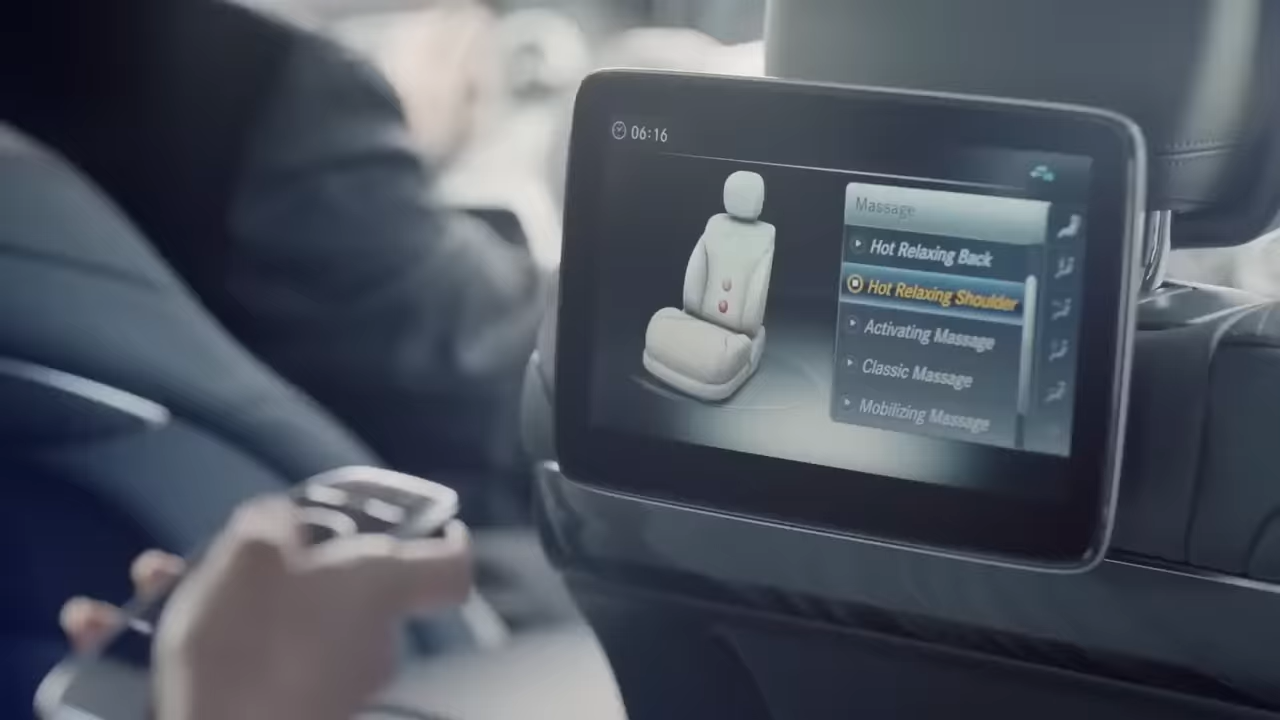 06:16
Massage
Hot Relaxing Back
Hot Relaxing Shoulder
Activating Massage
Classic Massage
Mobilizing Massage